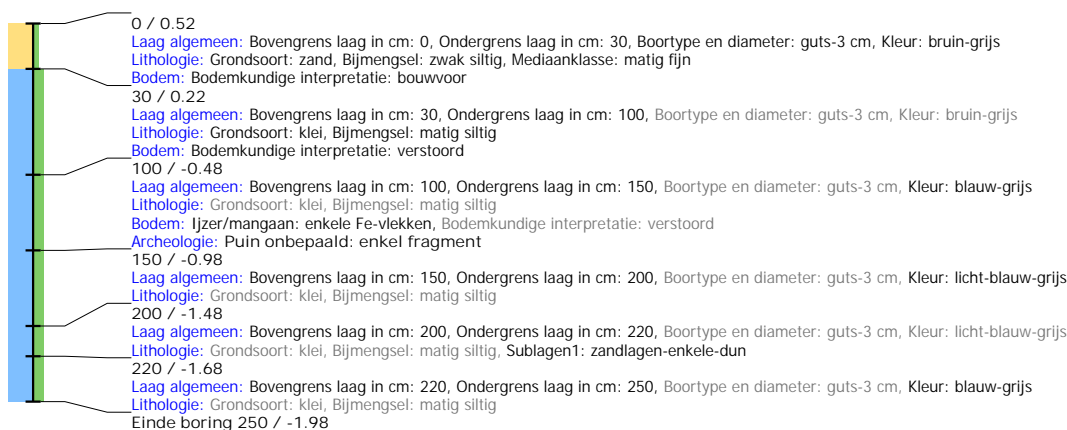 0 / 0.52
Laag algemeen: Bovengrens laag in cm: 0, Ondergrens laag in cm: 30, Boortype en diameter: guts-3 cm, Kleur: bruin-grijs
Lithologie: Grondsoort: zand, Bijmengsel: zwak siltig, Mediaanklasse: matig fijn
Bodem: Bodemkundige interpretatie: bouwvoor
30 / 0.22
Laag algemeen: Bovengrens laag in cm: 30, Ondergrens laag in cm: 100, Boortype en diameter: guts-3 cm, Kleur: bruin-grijs
Lithologie: Grondsoort: klei, Bijmengsel: matig siltig
Bodem: Bodemkundige interpretatie: verstoord
100 / -0.48
Laag algemeen: Bovengrens laag in cm: 100, Ondergrens laag in cm: 150, Boortype en diameter: guts-3 cm, Kleur: blauw-grijs
Lithologie: Grondsoort: klei, Bijmengsel: matig siltig
Bodem: Ijzer/mangaan: enkele Fe-vlekken, Bodemkundige interpretatie: verstoord
Archeologie: Puin onbepaald: enkel fragment
150 / -0.98
Laag algemeen: Bovengrens laag in cm: 150, Ondergrens laag in cm: 200, Boortype en diameter: guts-3 cm, Kleur: licht-blauw-grijs
Lithologie: Grondsoort: klei, Bijmengsel: matig siltig
200 / -1.48
Laag algemeen: Bovengrens laag in cm: 200, Ondergrens laag in cm: 220, Boortype en diameter: guts-3 cm, Kleur: licht-blauw-grijs
Lithologie: Grondsoort: klei, Bijmengsel: matig siltig, Sublagen1: zandlagen-enkele-dun
220 / -1.68
Laag algemeen: Bovengrens laag in cm: 220, Ondergrens laag in cm: 250, Boortype en diameter: guts-3 cm, Kleur: blauw-grijs
Lithologie: Grondsoort: klei, Bijmengsel: matig siltig
Einde boring 250 / -1.98